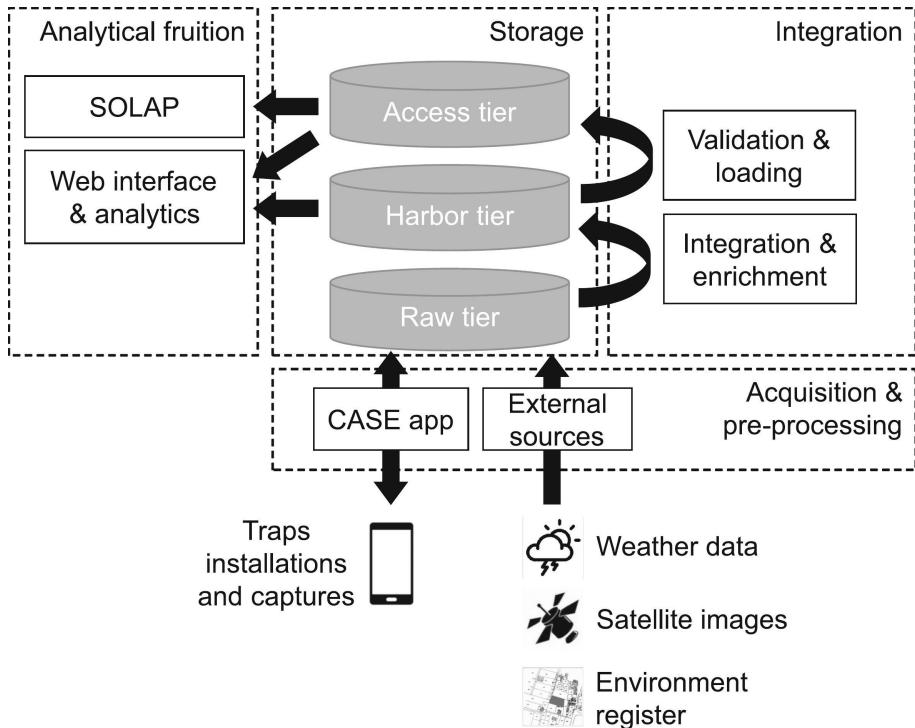 Analytical fruition
Storage
Integration
SOLAP
Web interface
& analytics
Access tier
Harbor tier
Raw tier
Validation &
loading
Integration &
enrichment
CASE app
External
sources
Acquisition &
pre-processing
Traps
installations
and captures
Weather data
Satellite images
Environment
register